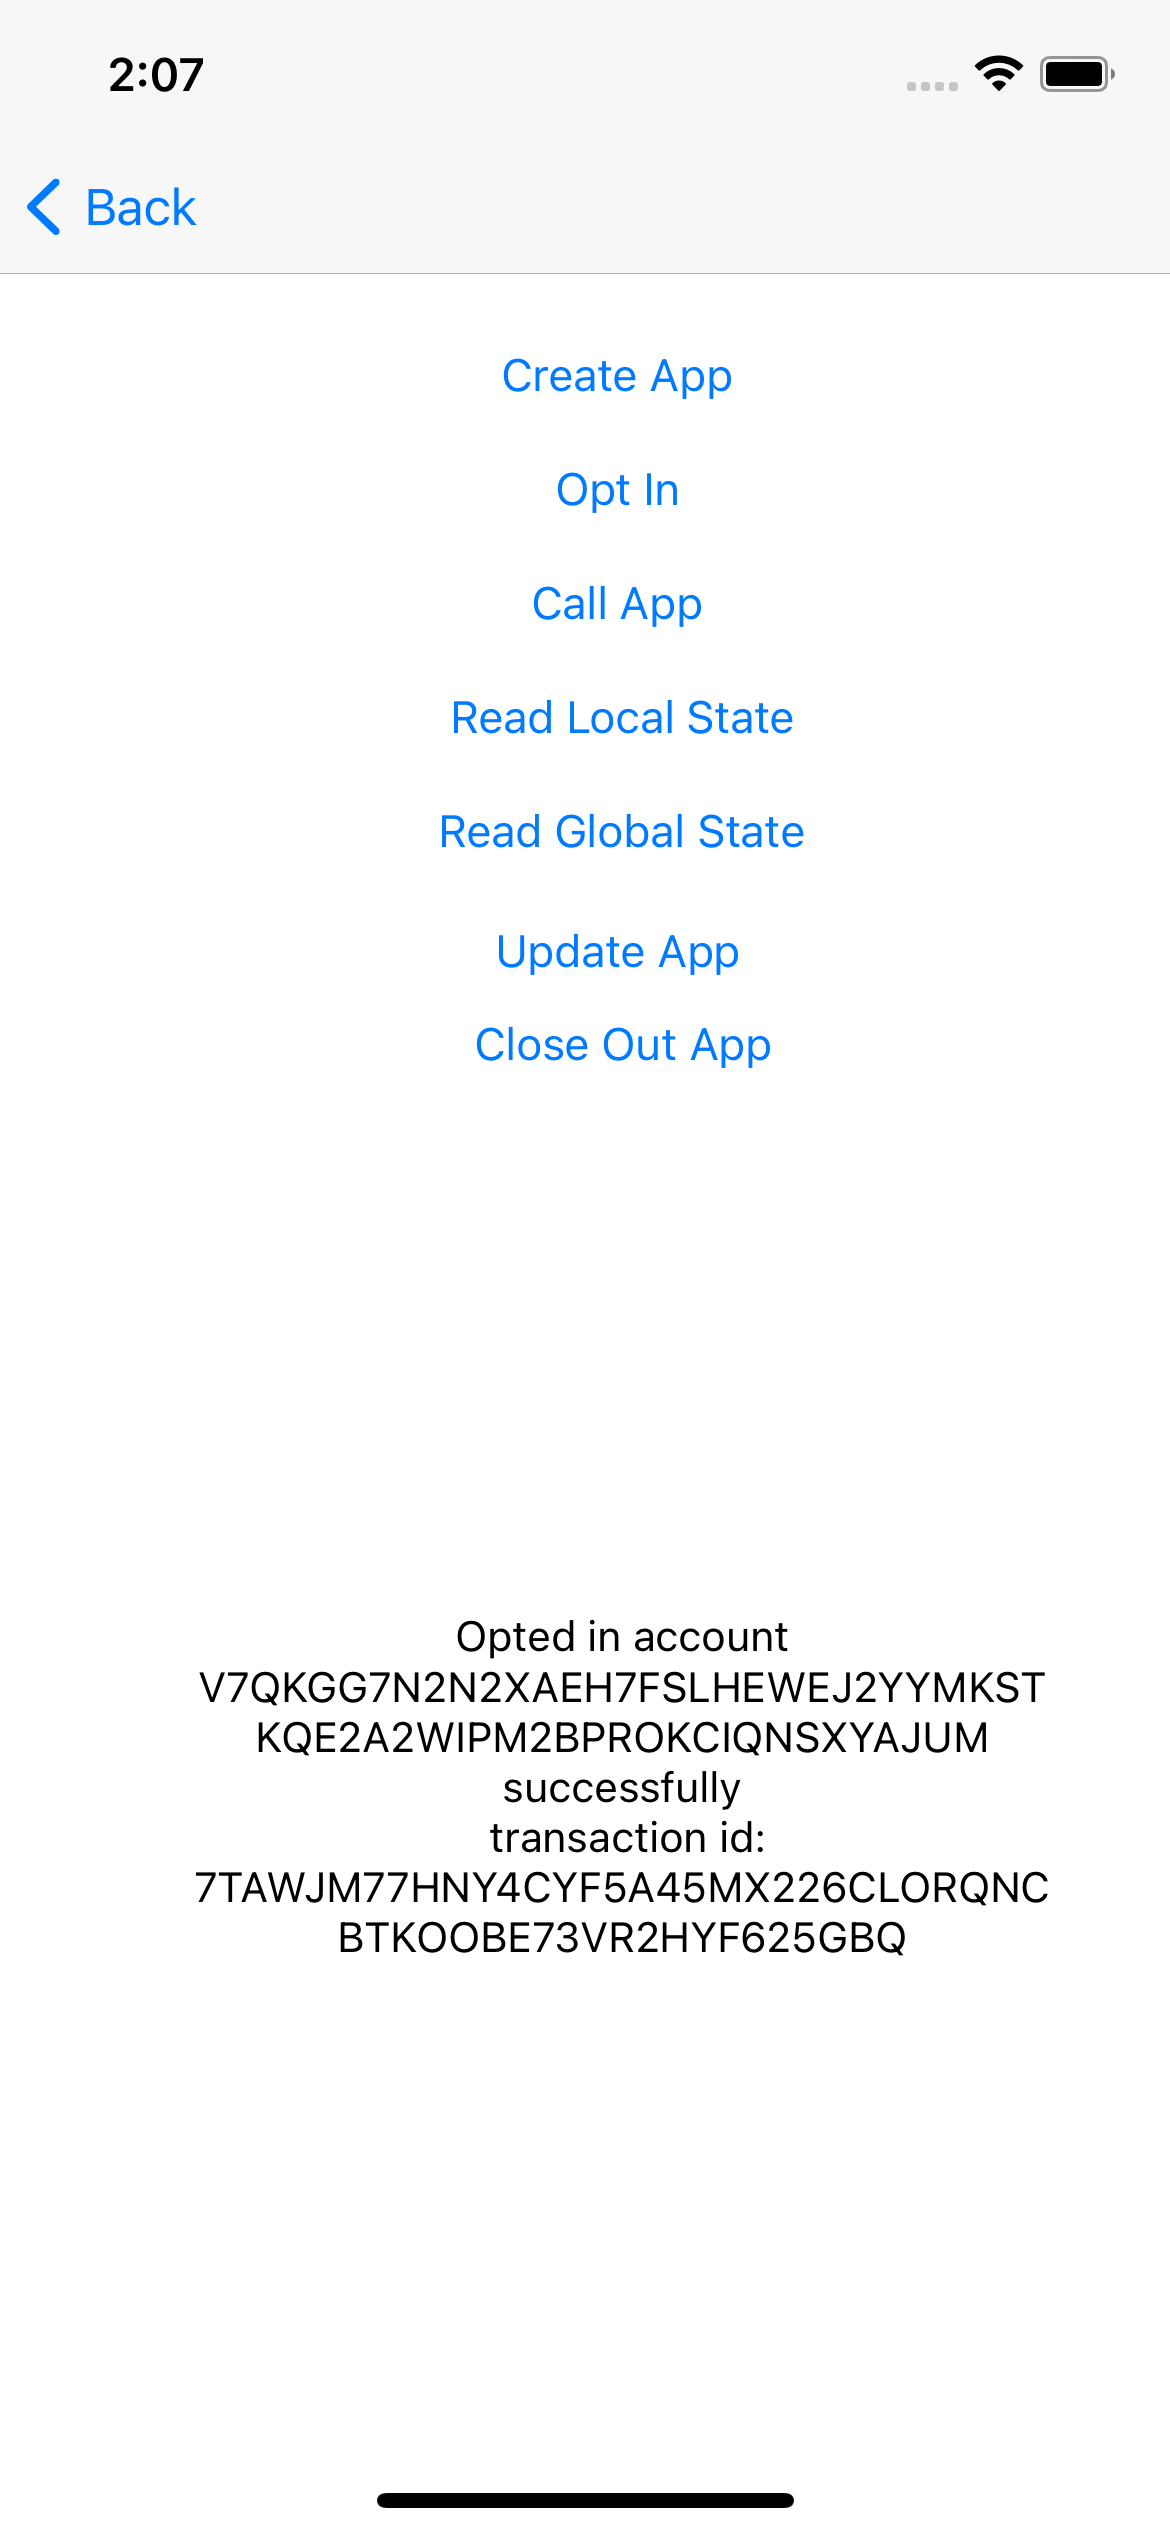 2:07
Back
Create App
Opt In
Call App
Read Local State
Read Global State
Update App
Close Out App
Opted in account
V7QKGG7N2N2XAEH7FSLHEWEJ2YYMKST
KQE2A2WIPM2BPROKCIQNSXYAJUM
successfully
transaction id:
7TAWJM77HNY4CYF5A45MX226CLORQNC
BTKOOBE73VR2HYF625GBQ